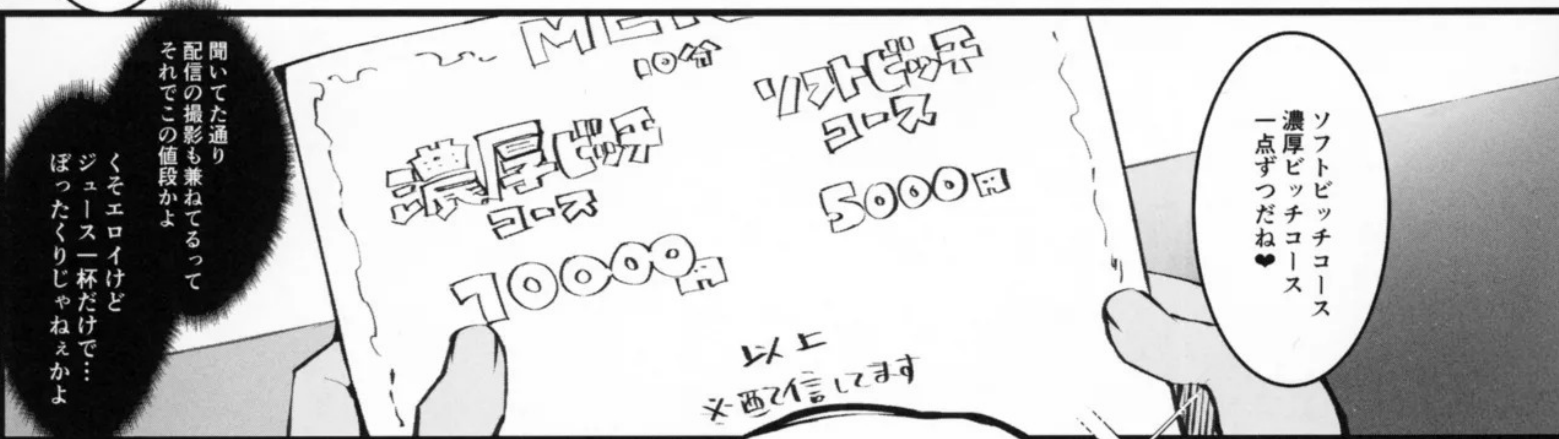 ソフトビッチコース
濃厚ビッチコース
一点ずつだね♥
10分
ソフトビッチ
コース
5000円
濃厚ビッチ
コース
10000円
以上
※配信してます
聞いてた通り
配信の撮影も兼ねてるって
それでこの値段かよ
くそエロイけど
ジュース一杯だけで…
ぼったくりじゃねぇかよ